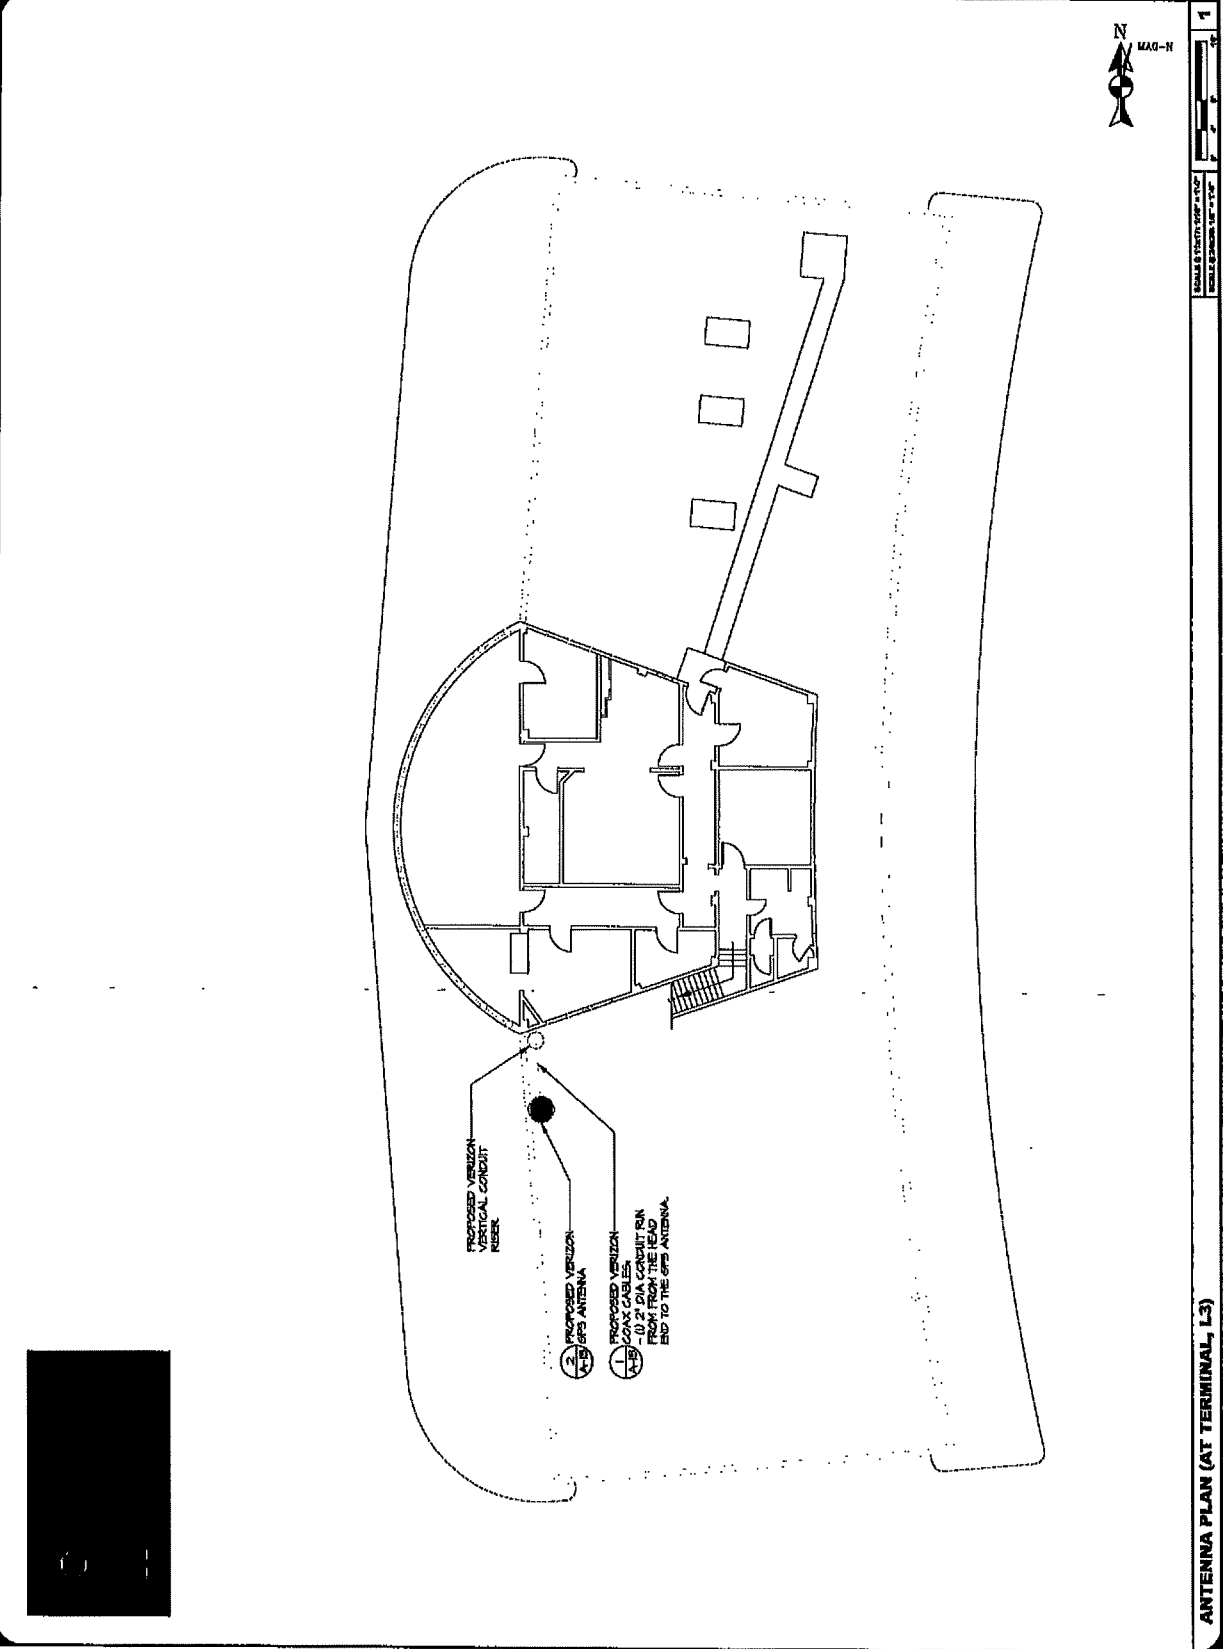 PROPOSED VERIZON
VERTICAL CONDUIT
RISER.
2
A-15
PROPOSED VERIZON
GPS ANTENNA
1
A-15
PROPOSED VERIZON
COAX CABLES:
- (1) 2" DIA CONDUIT RUN
FROM FROM THE HEAD
END TO THE GPS ANTENNA.
N
MAG-N
ANTENNA PLAN (AT TERMINAL, L3)
1